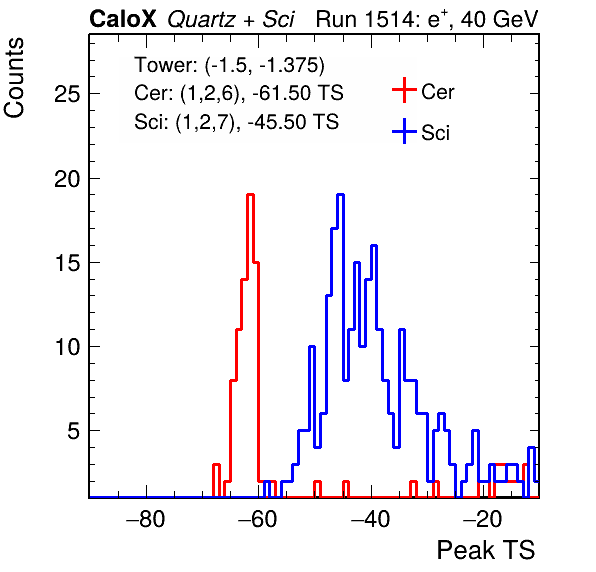 CaloX Quartz + Sci Run 1514: e+, 40 GeV
Counts
Tower: (-1.5, -1.375)
Cer: (1,2,6), -61.50 TS
Sci: (1,2,7), -45.50 TS
Cer
Sci
25
20
15
10
5
−80 −60 −40 −20
Peak TS